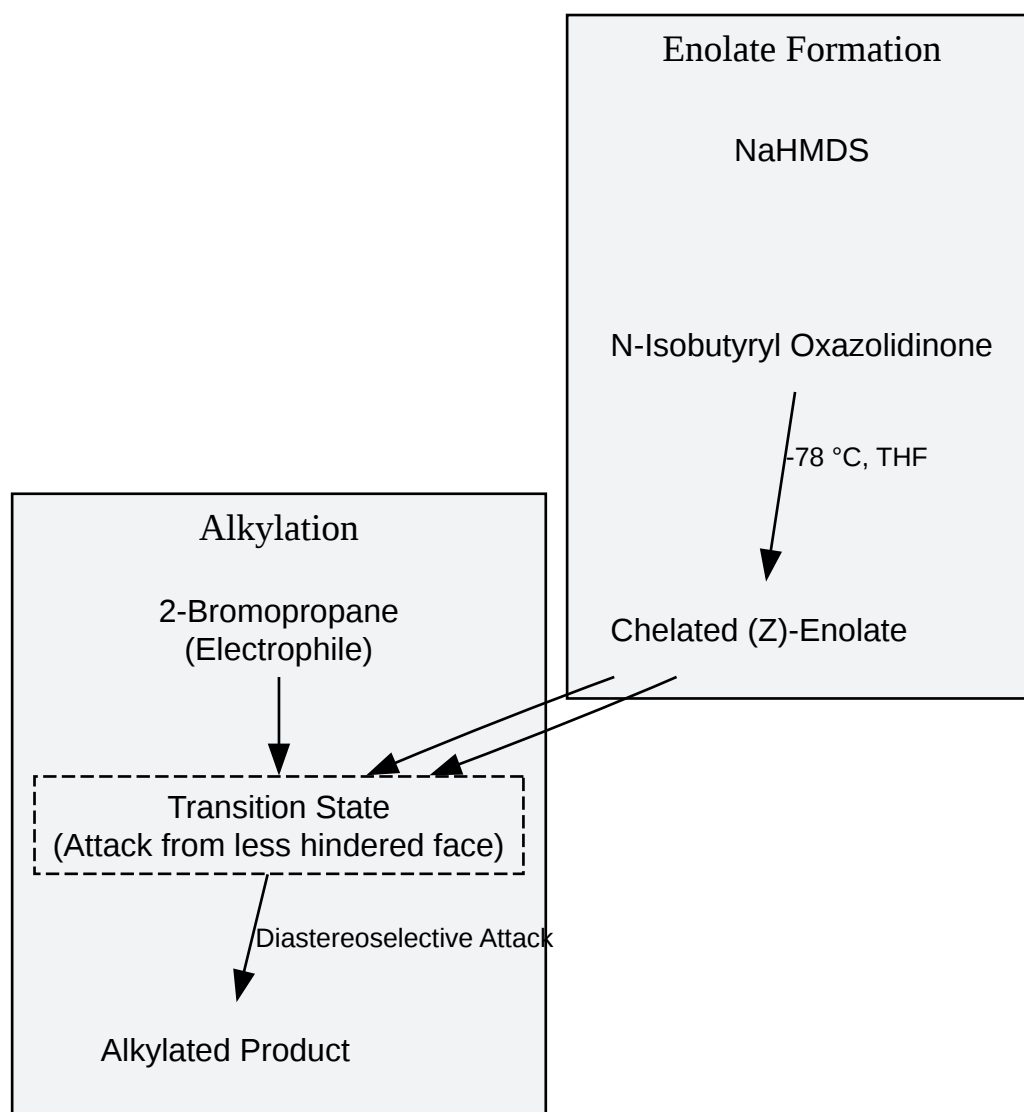 Enolate Formation
NaHMDS
N-Isobutyryl Oxazolidinone
-78 °C, THF
Chelated (Z)-Enolate
Alkylation
2-Bromopropane
(Electrophile)
Transition State
(Attack from less hindered face)
Diastereoselective Attack
Alkylated Product